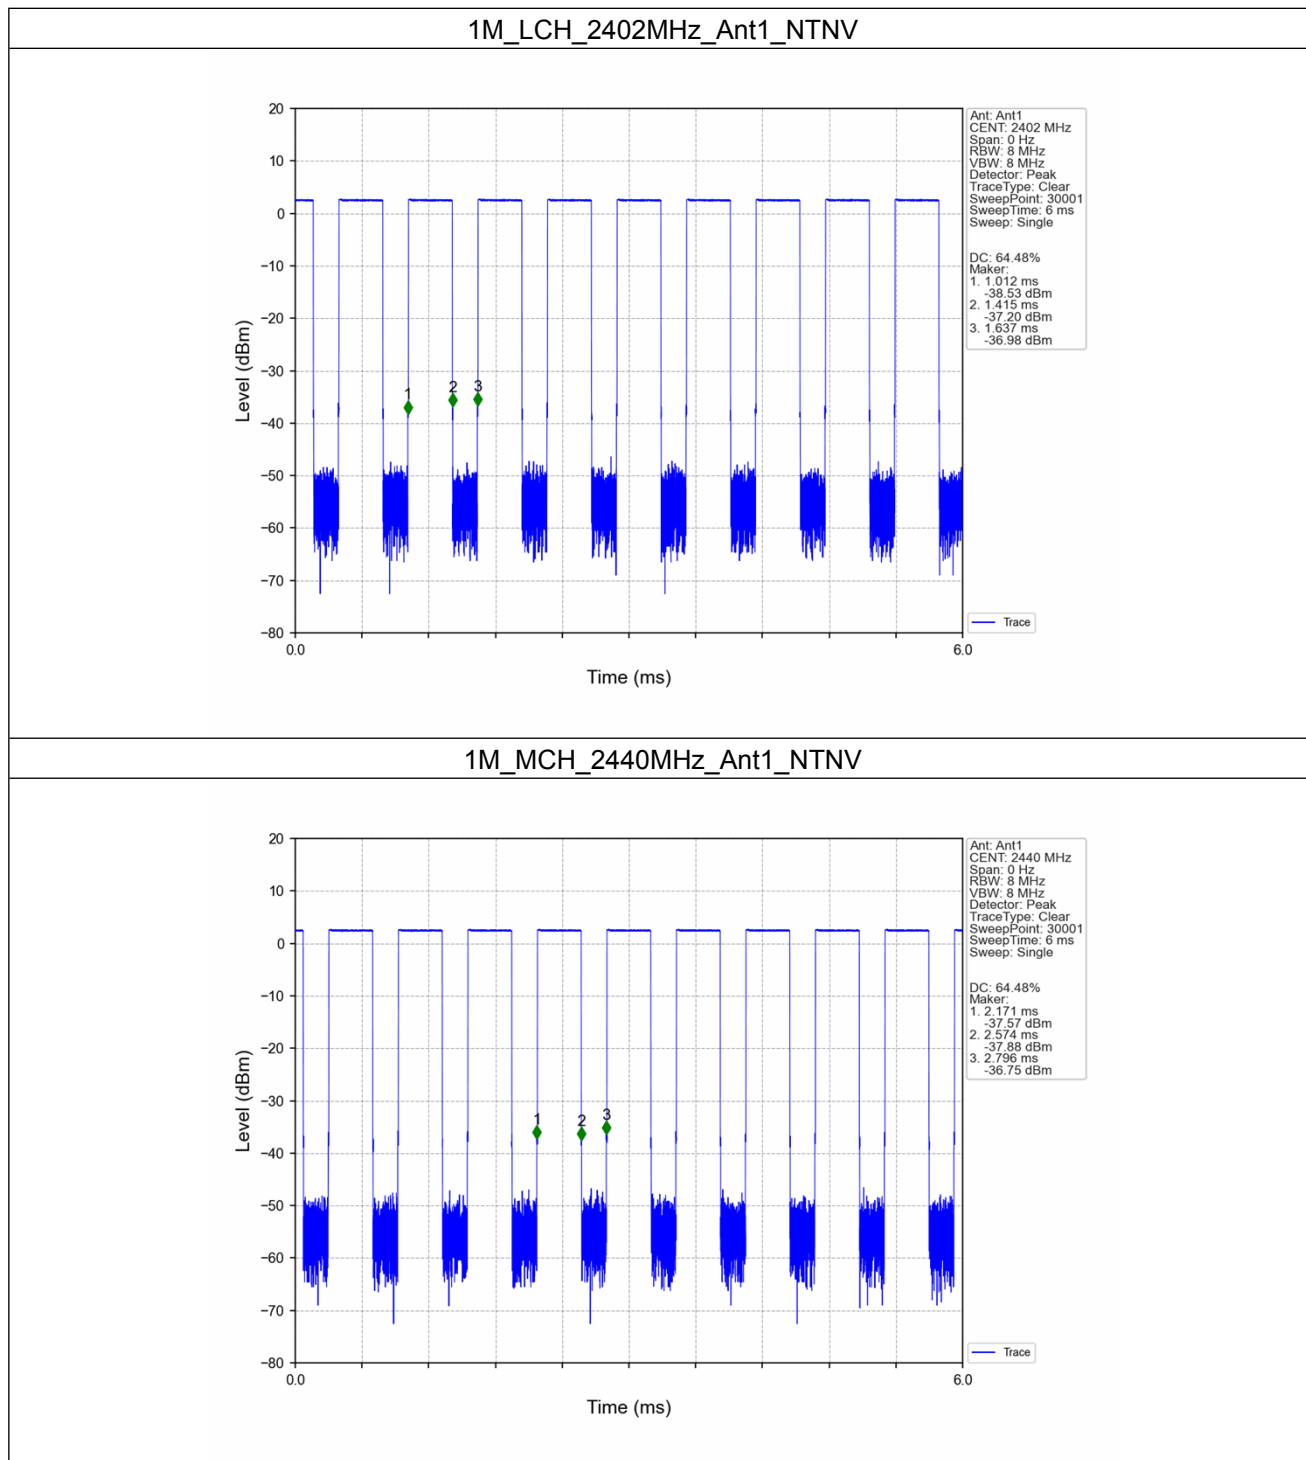 1M_LCH_2402MHz_Ant1_NTNV
20
10
0
−10
−20
−30
−40
−50
−60
−70
−80
Level (dBm)
1
2
3
0.0
6.0
Time (ms)
Ant: Ant1
CENT: 2402 MHz
Span: 0 Hz
RBW: 8 MHz
VBW: 8 MHz
Detector: Peak
TraceType: Clear
SweepPoint: 30001
SweepTime: 6 ms
Sweep: Single
DC: 64.48%
Maker:
1. 1.012 ms
-38.53 dBm
2. 1.415 ms
-37.20 dBm
3. 1.637 ms
-36.98 dBm
Trace
1M_MCH_2440MHz_Ant1_NTNV
20
10
0
−10
−20
−30
−40
−50
−60
−70
−80
Level (dBm)
1
2
3
0.0
6.0
Time (ms)
Ant: Ant1
CENT: 2440 MHz
Span: 0 Hz
RBW: 8 MHz
VBW: 8 MHz
Detector: Peak
TraceType: Clear
SweepPoint: 30001
SweepTime: 6 ms
Sweep: Single
DC: 64.48%
Maker:
1. 2.171 ms
-37.57 dBm
2. 2.574 ms
-37.88 dBm
3. 2.796 ms
-36.75 dBm
Trace